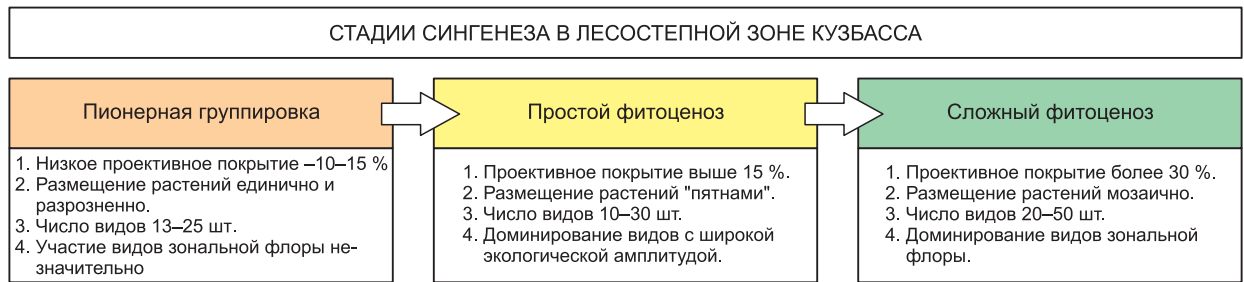 СТАДИИ СИНГЕНЕЗА В ЛЕСОСТЕПНОЙ ЗОНЕ КУЗБАССА
Пионерная группировка
1. Низкое проективное покрытие –10–15 %
2. Размещение растений единично и
разрозненно.
3. Число видов 13–25 шт.
4. Участие видов зональной флоры не-
значительно
Простой фитоценоз
1. Проективное покрытие выше 15 %.
2. Размещение растений "пятнами".
3. Число видов 10–30 шт.
4. Доминирование видов с широкой
экологической амплитудой.
Сложный фитоценоз
1. Проективное покрытие более 30 %.
2. Размещение растений мозаично.
3. Число видов 20–50 шт.
4. Доминирование видов зональной
флоры.